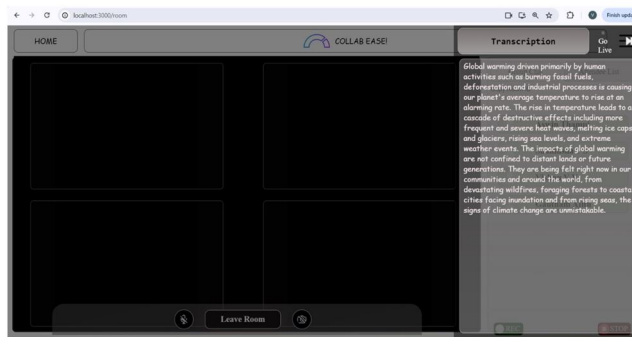 localhost:3000/room
Finish upda
HOME
COLLAB EASE!
Transcription
Go
Live
Global warming driven primarily by human
activities such as burning fossil fuels,
deforestation and industrial processes is causing
our planet's average temperature to rise at an
alarming rate. The rise in temperature leads to a
cascade of destructive effects including more
frequent and severe heat waves, melting ice caps
and glaciers, rising sea levels, and extreme
weather events. The impacts of global warming
are not confined to distant lands or future
generations. They are being felt right now in our
communities and around the world, from
devastating wildfires, foraging forests to coasta
cities facing inundation and from rising seas, the
signs of climate change are unmistakable.
Leave Room
REC
STOP